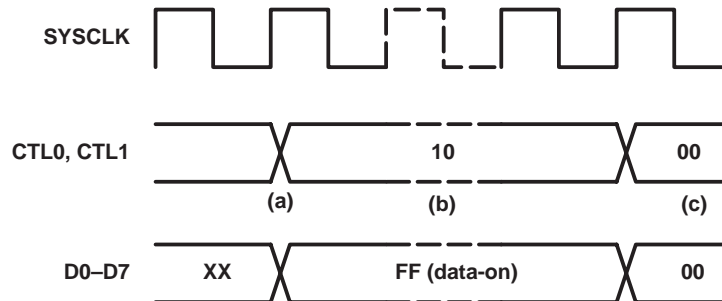 SYSCLK
CTL0, CTL1
10
00
(a)
(b)
(c)
D0–D7
XX
FF (data-on)
00